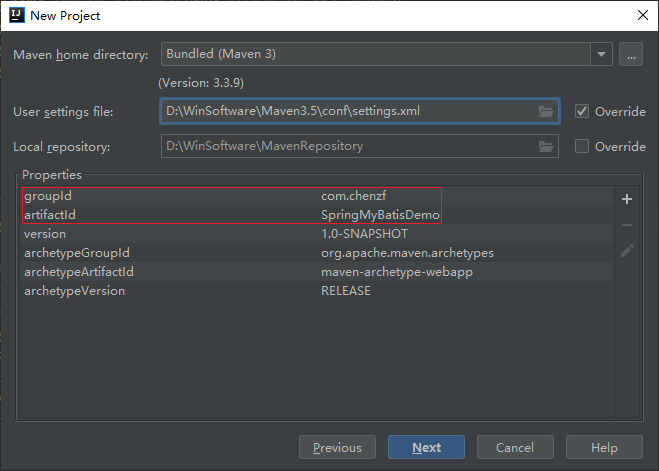 New Project
Maven home directory: Bundled (Maven 3) ...
(Version: 3.3.9)
User settings file: D:\WinSoftware\Maven3.5\conf\settings.xml Override
Local repository: D:\WinSoftware\MavenRepository Override
Properties
groupId com.chenzf
artifactId SpringMyBatisDemo
version 1.0-SNAPSHOT
archetypeGroupId org.apache.maven.archetypes
archetypeArtifactId maven-archetype-webapp
archetypeVersion RELEASE
Previous Next Cancel Help